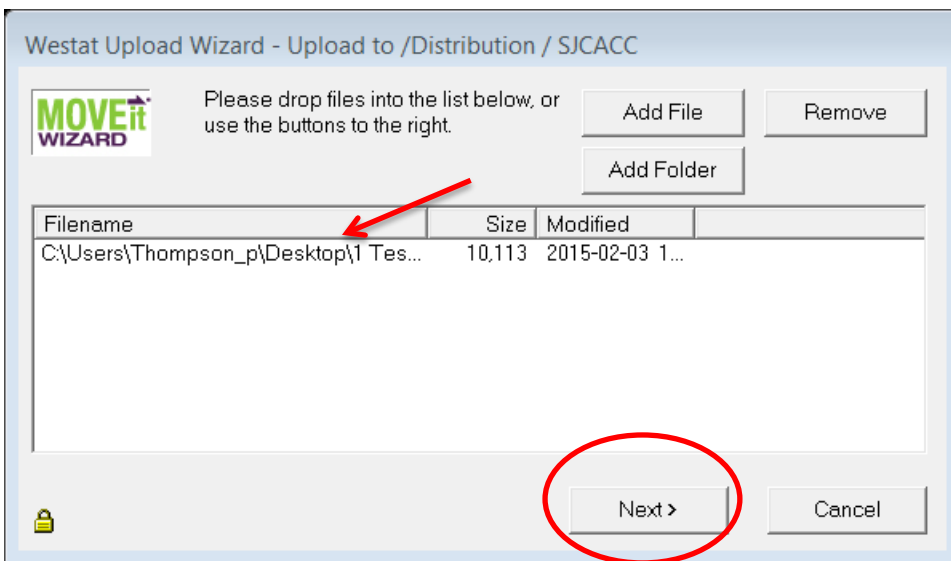 Westat Upload Wizard - Upload to /Distribution / SJCACC
MOVEit
WIZARD
Please drop files into the list below, or
use the buttons to the right.
Add File
Remove
Add Folder
Filename Size Modified
C:\Users\Thompson_p\Desktop\1 Tes... 10,113 2015-02-03 1...
Next >
Cancel